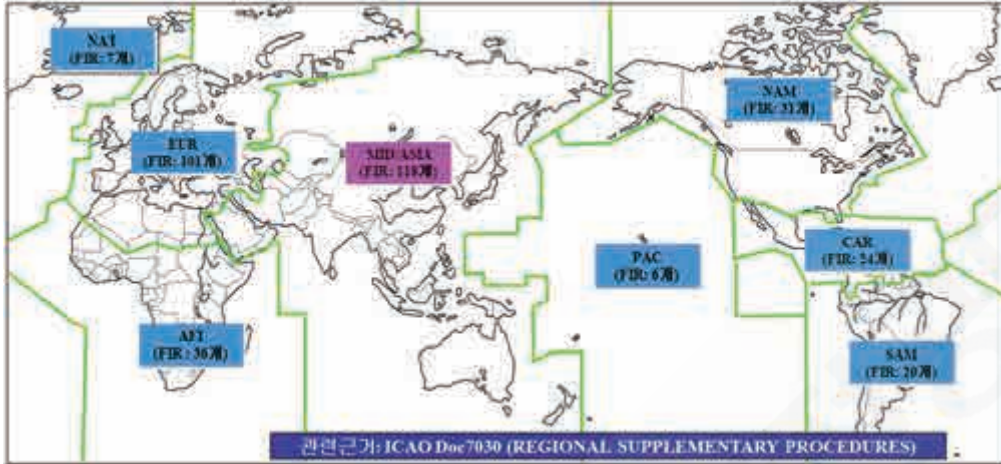 NAT
(FIR: 7개)
NAM
(FIR: 31개)
EUR
(FIR: 101개)
MID/ASIA
(FIR: 118개)
CAR
(FIR: 24개)
PAC
(FIR: 6개)
AFI
(FIR: 36개)
SAM
(FIR: 20개)
관련근거: ICAO Doc7030 (REGIONAL SUPPLEMENTARY PROCEDURES)